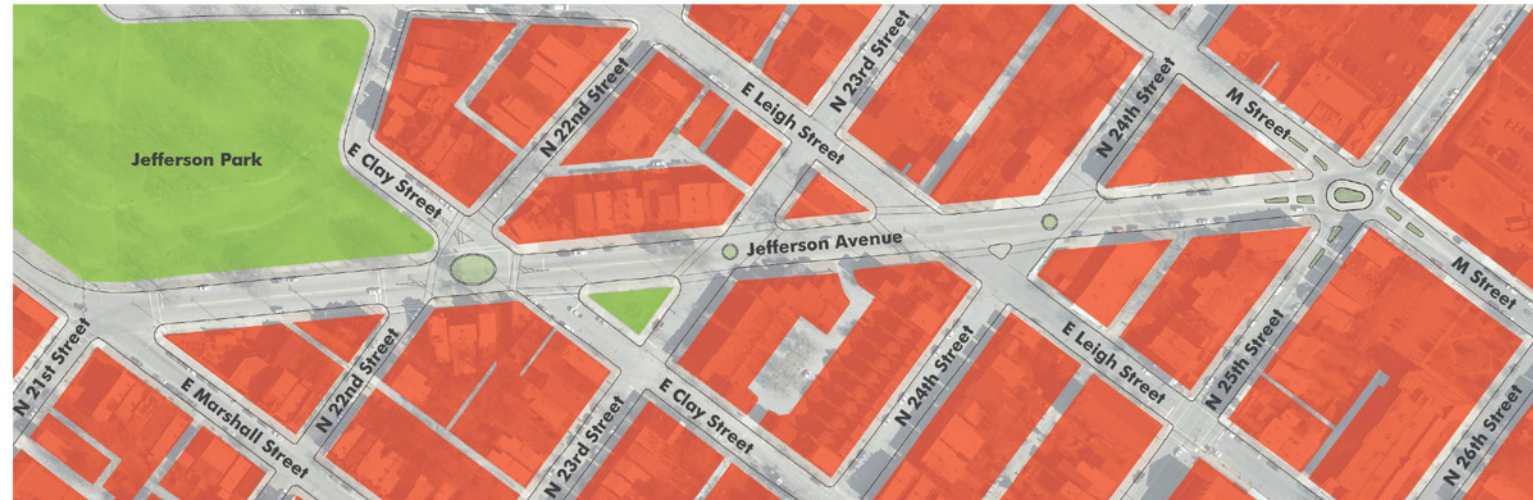 N 23rd Street
E Leigh Street
N 22nd Street
N 24th Street
M Street
Jefferson Park
E Clay Street
Jefferson Avenue
M Street
N 21st Street
E Marshall Street
N 22nd Street
N 23rd Street
E Clay Street
N 24th Street
E Leigh Street
N 25th Street
N 26th Street